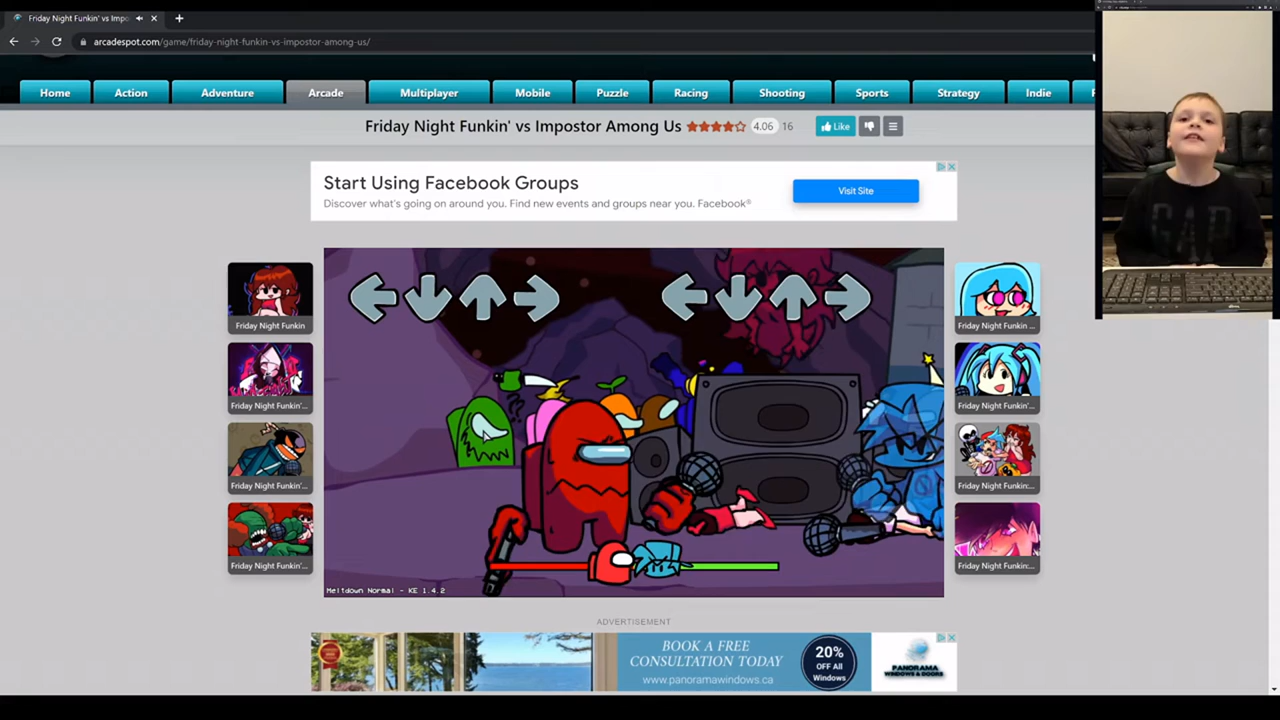 Friday Night Funkin' vs Impo
arcadespot.com/game/friday-night-funkin-vs-impostor-among-us/
Home
Action
Adventure
Arcade
Multiplayer
Mobile
Puzzle
Racing
Shooting
Sports
Strategy
Indie
Friday Night Funkin' vs Impostor Among Us
4.06
16
Like
Start Using Facebook Groups
Discover what's going on around you. Find new events and groups near you. Facebook®
Visit Site
Friday Night Funkin
Friday Night Funkin'...
Friday Night Funkin'...
Friday Night Funkin'...
Friday Night Funkin ...
Friday Night Funkin'...
Friday Night Funkin:...
Friday Night Funkin:...
GAP
Meltdown Normal - KE 1.4.2
ADVERTISEMENT
BOOK A FREE
CONSULTATION TODAY
www.panoramawindows.ca
20%
OFF All
Windows
PANORAMA
WINDOWS & DOORS